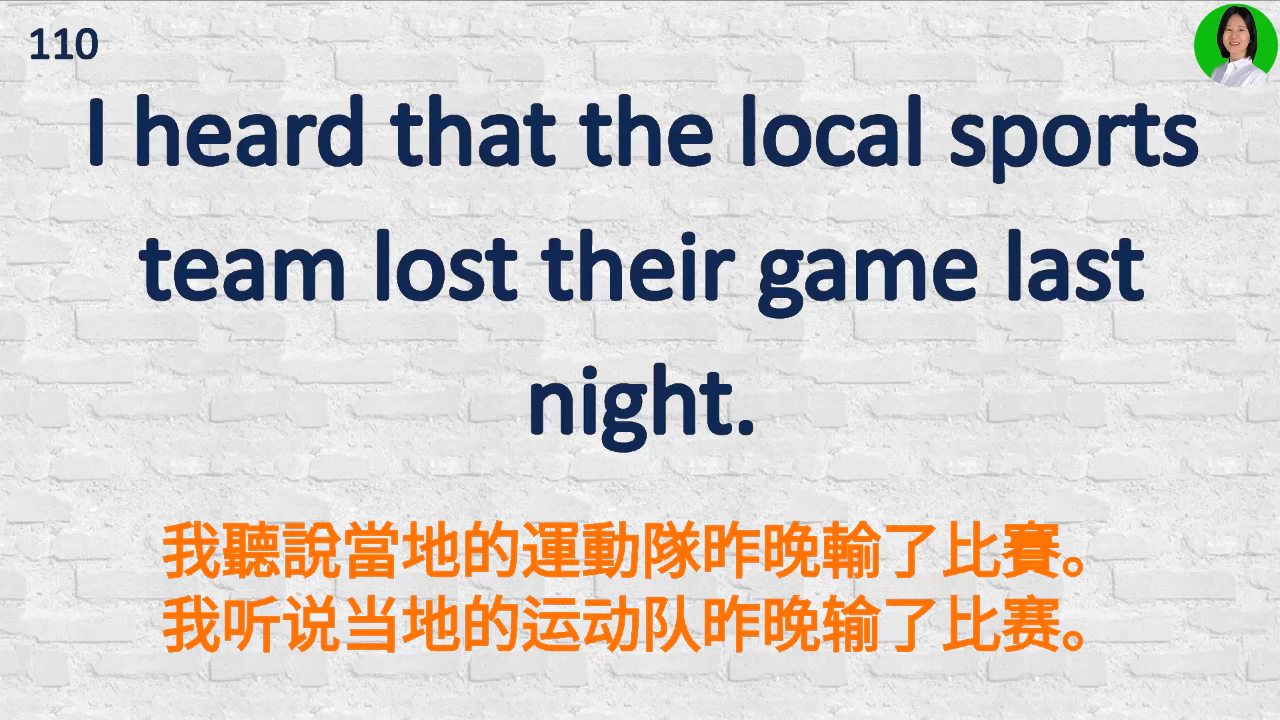 110
I heard that the local sports
team lost their game last
night.
我聽說當地的運動隊昨晚輸了比賽。
我听说当地的运动队昨晚输了比赛。